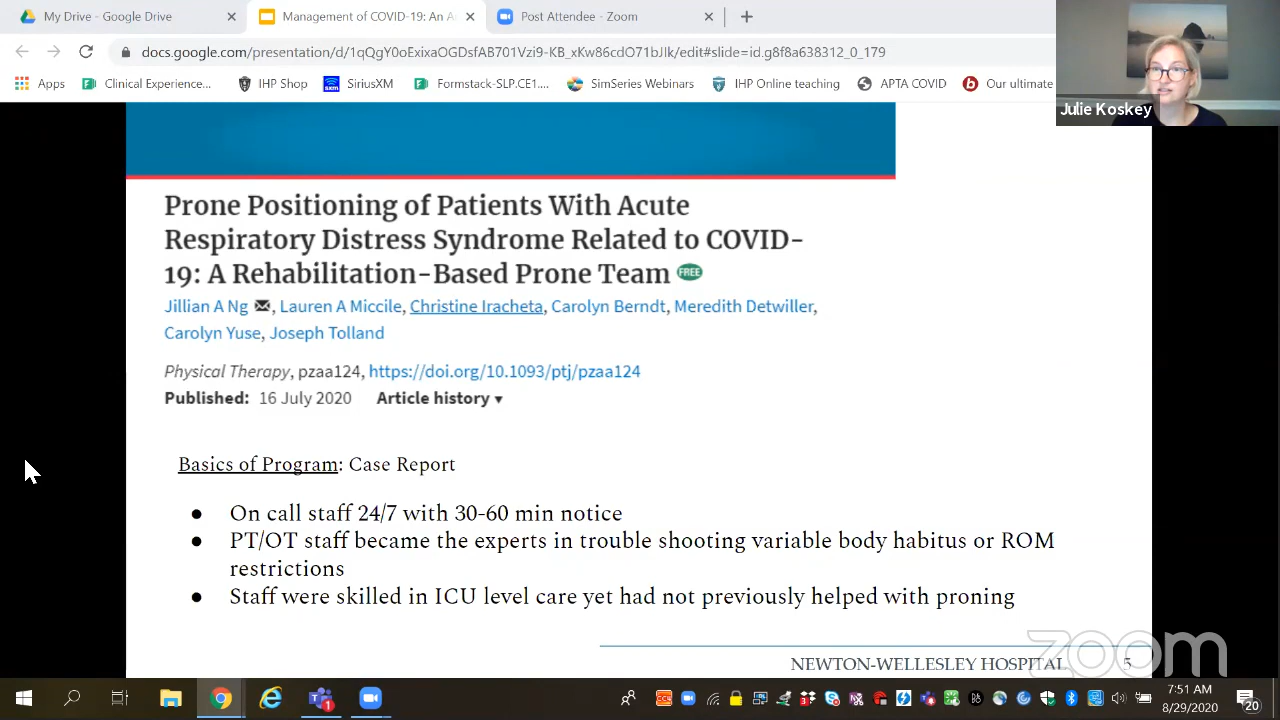 My Drive - Google Drive
Management of COVID-19: An A
Post Attendee - Zoom
docs.google.com/presentation/d/1qQgY0oExixaOGDsfAB701Vzi9-KB_xKw86cdO71bJIk/edit#slide=id.g8f8a638312_0_179
Apps
Clinical Experience...
IHP Shop
SiriusXM
Formstack-SLP.CE1....
SimSeries Webinars
IHP Online teaching
APTA COVID
Our ultimate
Julie Koskey
Prone Positioning of Patients With Acute
Respiratory Distress Syndrome Related to COVID-
19: A Rehabilitation-Based Prone Team FREE
Jillian A Ng , Lauren A Miccile, Christine Iracheta, Carolyn Berndt, Meredith Detwiller,
Carolyn Yuse, Joseph Tolland
Physical Therapy, pzaa124, https://doi.org/10.1093/ptj/pzaa124
Published: 16 July 2020 Article history ▾
Basics of Program: Case Report
● On call staff 24/7 with 30-60 min notice
● PT/OT staff became the experts in trouble shooting variable body habitus or ROM
restrictions
● Staff were skilled in ICU level care yet had not previously helped with proning
zoom
NEWTON-WELLESLEY HOSPITAL 5
7:51 AM
8/29/2020
20